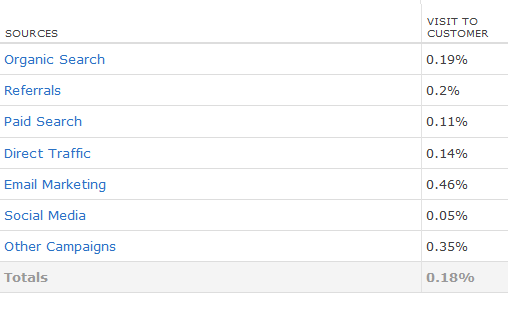 SOURCES VISIT TO
CUSTOMER
Organic Search 0.19%
Referrals 0.2%
Paid Search 0.11%
Direct Traffic 0.14%
Email Marketing 0.46%
Social Media 0.05%
Other Campaigns 0.35%
Totals 0.18%